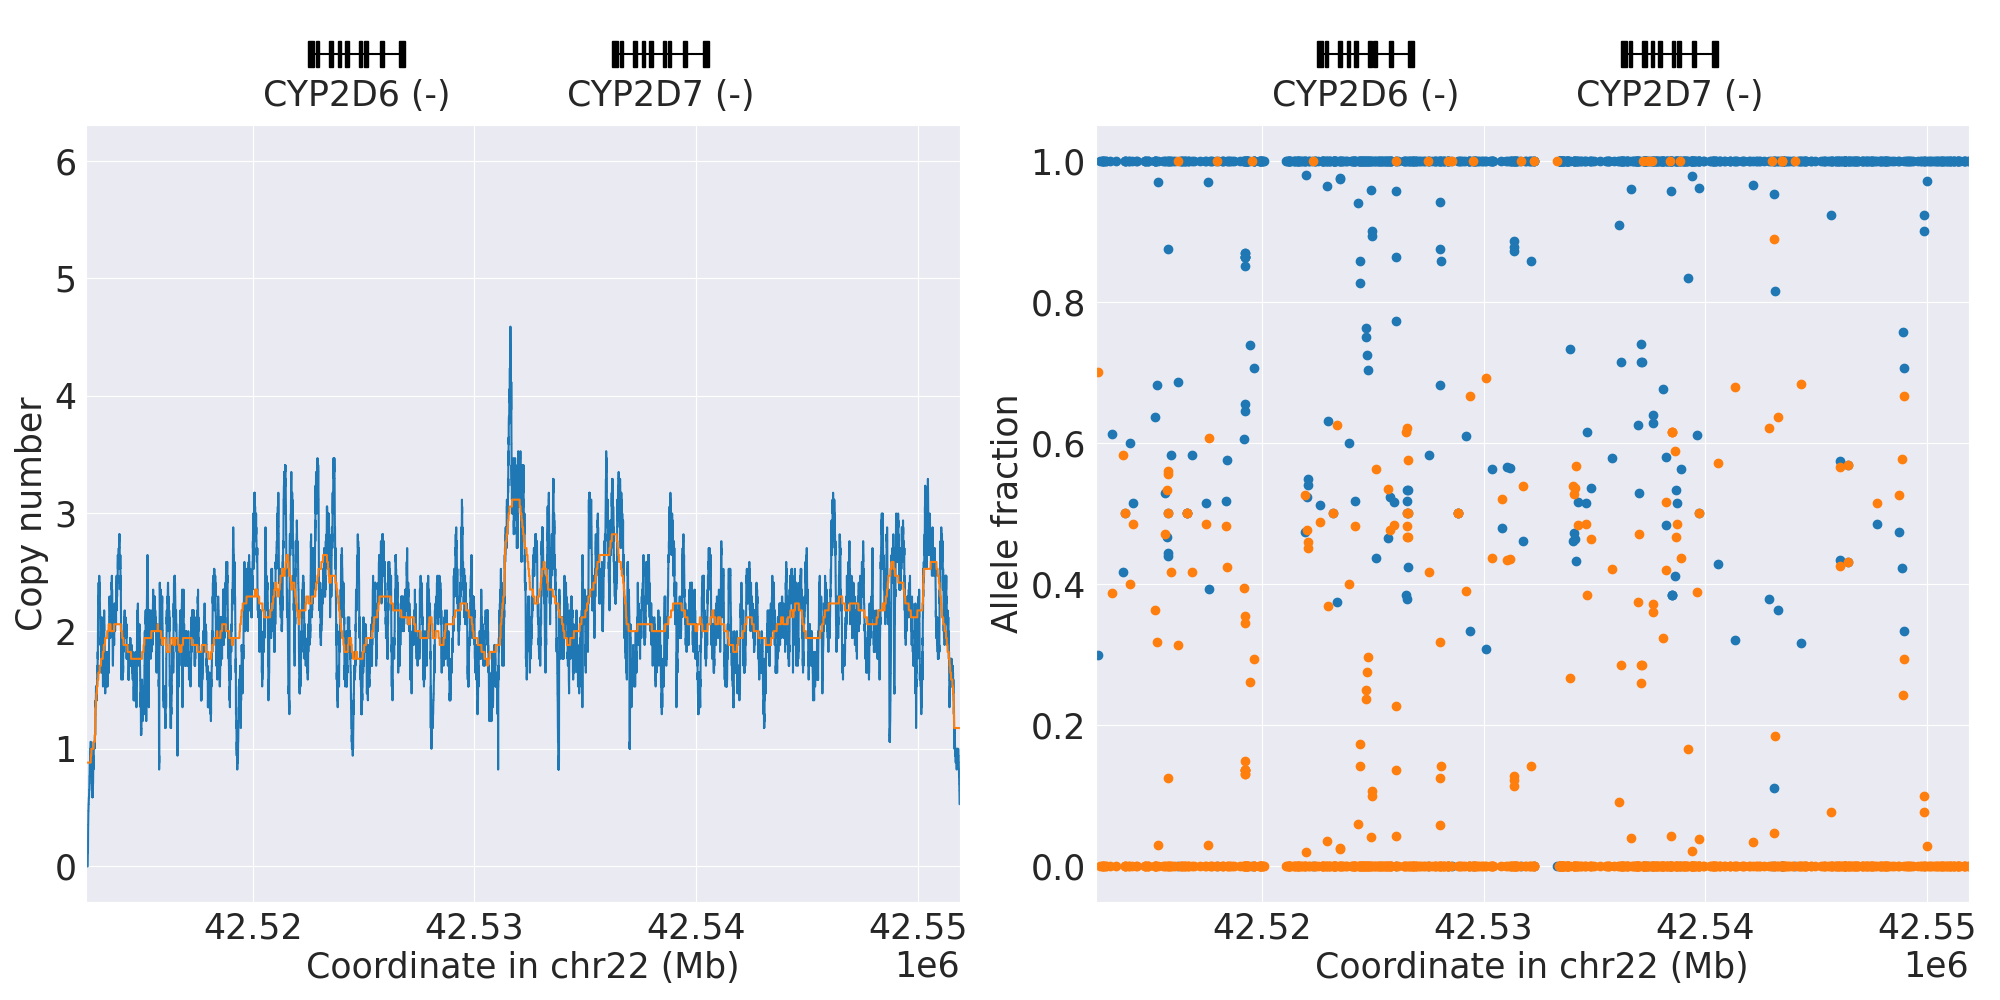 CYP2D6 (-)
CYP2D7 (-)
6
5
4
3
2
1
0
Copy number
42.52
42.53
42.54
42.55
Coordinate in chr22 (Mb)
1e6
CYP2D6 (-)
CYP2D7 (-)
1.0
0.8
0.6
0.4
0.2
0.0
Allele fraction
42.52
42.53
42.54
42.55
Coordinate in chr22 (Mb)
1e6